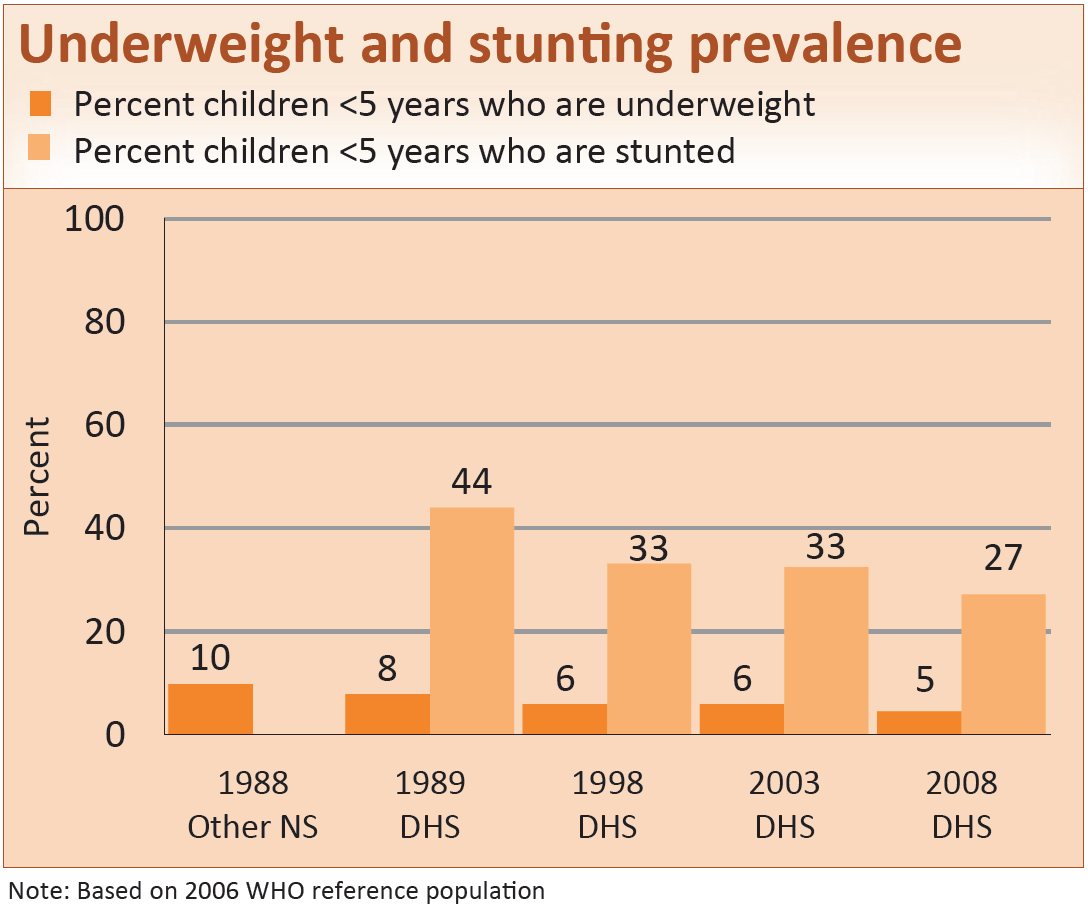 Underweight and stunting prevalence
Percent children <5 years who are underweight
Percent children <5 years who are stunted
100
80
60
40
20
0
Percent
10
8
44
6
33
6
33
5
27
1988
Other NS
1989
DHS
1998
DHS
2003
DHS
2008
DHS
Note: Based on 2006 WHO reference population